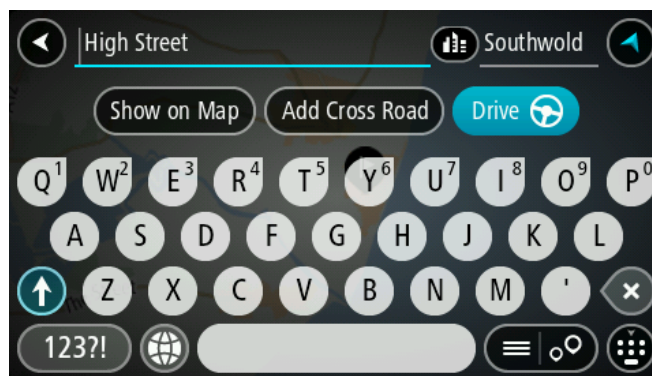 High Street Southwold
Show on Map Add Cross Road Drive
Q1 W2 E3 R4 T5 Y6 U7 I8 O9 P0
A S D F G H J K L
Z X C V B N M '
123?!